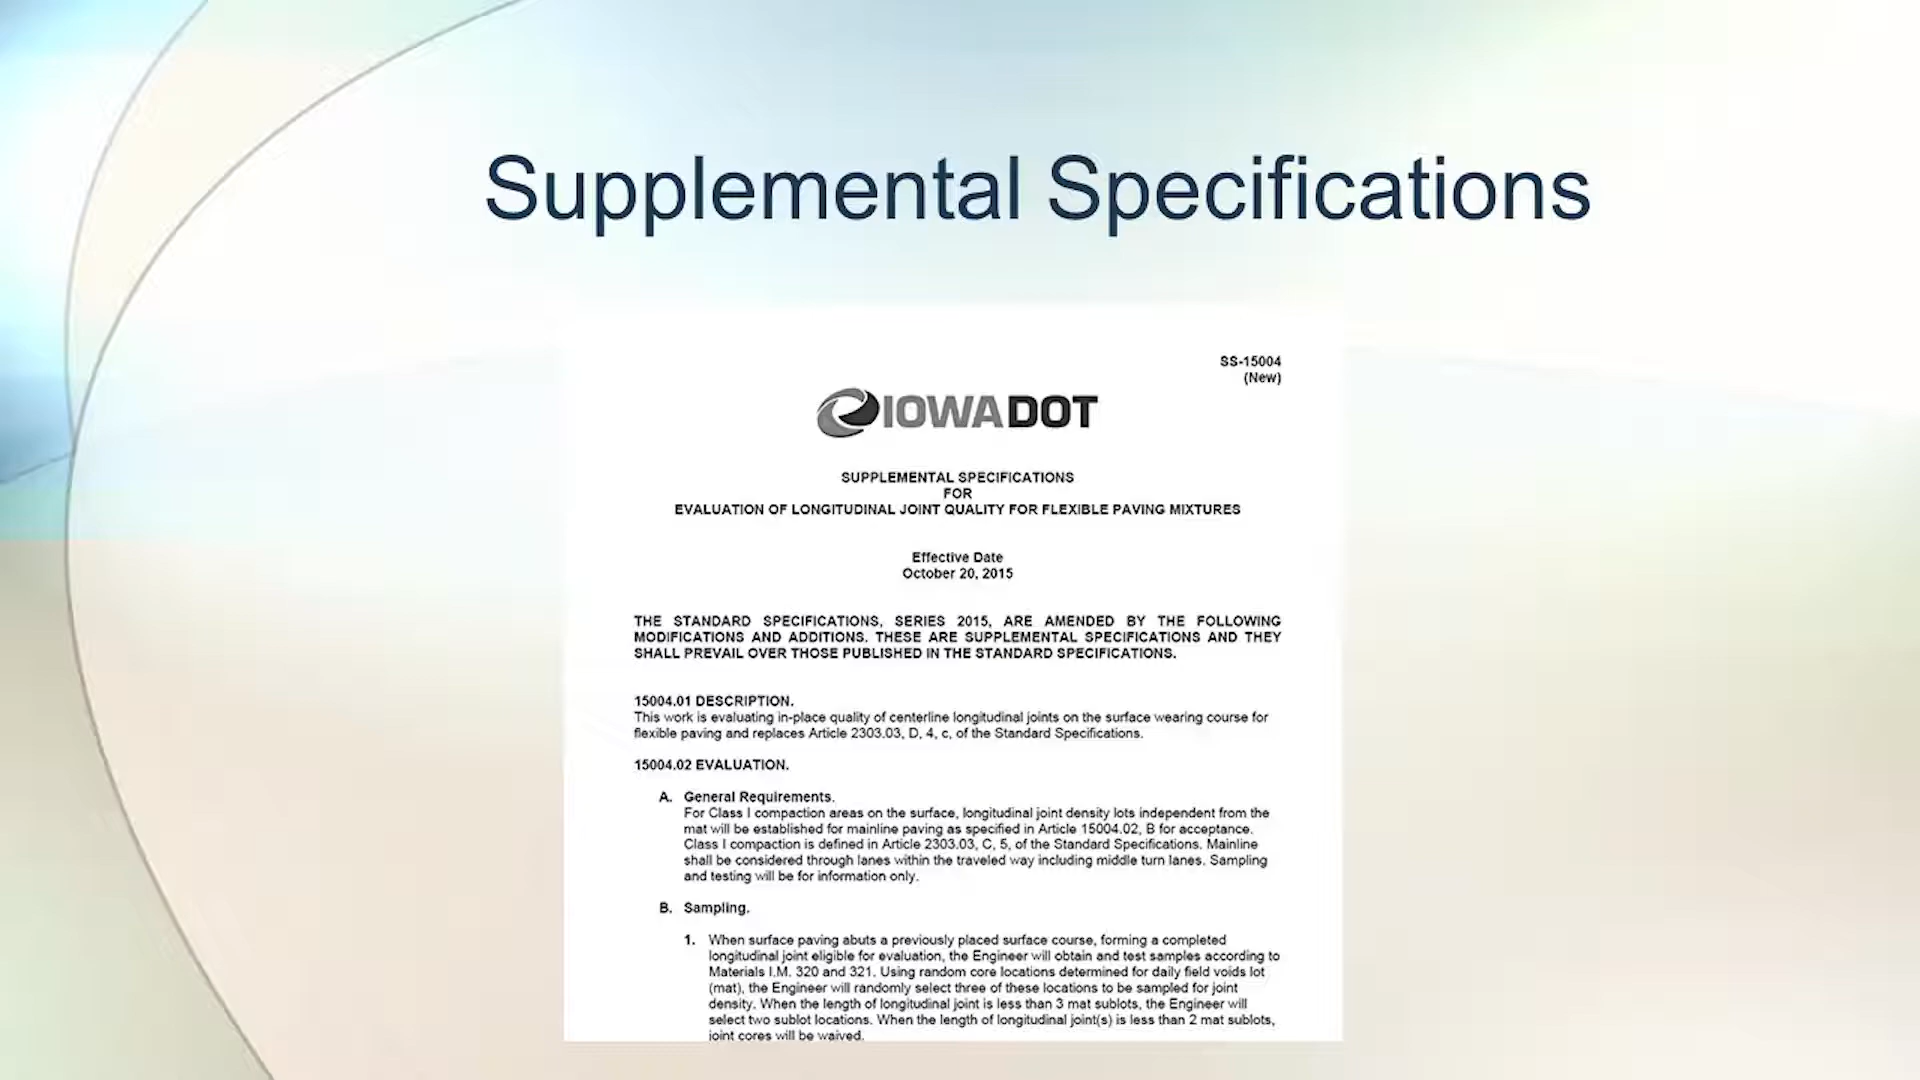 Supplemental Specifications
SS-15004
(New)
IOWADOT
SUPPLEMENTAL SPECIFICATIONS
FOR
EVALUATION OF LONGITUDINAL JOINT QUALITY FOR FLEXIBLE PAVING MIXTURES
Effective Date
October 20, 2015
THE STANDARD SPECIFICATIONS, SERIES 2015, ARE AMENDED BY THE FOLLOWING
MODIFICATIONS AND ADDITIONS. THESE ARE SUPPLEMENTAL SPECIFICATIONS AND THEY
SHALL PREVAIL OVER THOSE PUBLISHED IN THE STANDARD SPECIFICATIONS.
15004.01 DESCRIPTION.
This work is evaluating in-place quality of centerline longitudinal joints on the surface wearing course for
flexible paving and replaces Article 2303.03, D, 4, c, of the Standard Specifications.
15004.02 EVALUATION.
A. General Requirements.
For Class I compaction areas on the surface, longitudinal joint density lots independent from the
mat will be established for mainline paving as specified in Article 15004.02, B for acceptance.
Class I compaction is defined in Article 2303.03, C, 5, of the Standard Specifications. Mainline
shall be considered through lanes within the traveled way including middle turn lanes. Sampling
and testing will be for information only.
B. Sampling.
1. When surface paving abuts a previously placed surface course, forming a completed
longitudinal joint eligible for evaluation, the Engineer will obtain and test samples according to
Materials I.M. 320 and 321. Using random core locations determined for daily field voids lot
(mat), the Engineer will randomly select three of these locations to be sampled for joint
density. When the length of longitudinal joint is less than 3 mat sublots, the Engineer will
select two sublot locations. When the length of longitudinal joint(s) is less than 2 mat sublots,
joint cores will be waived.